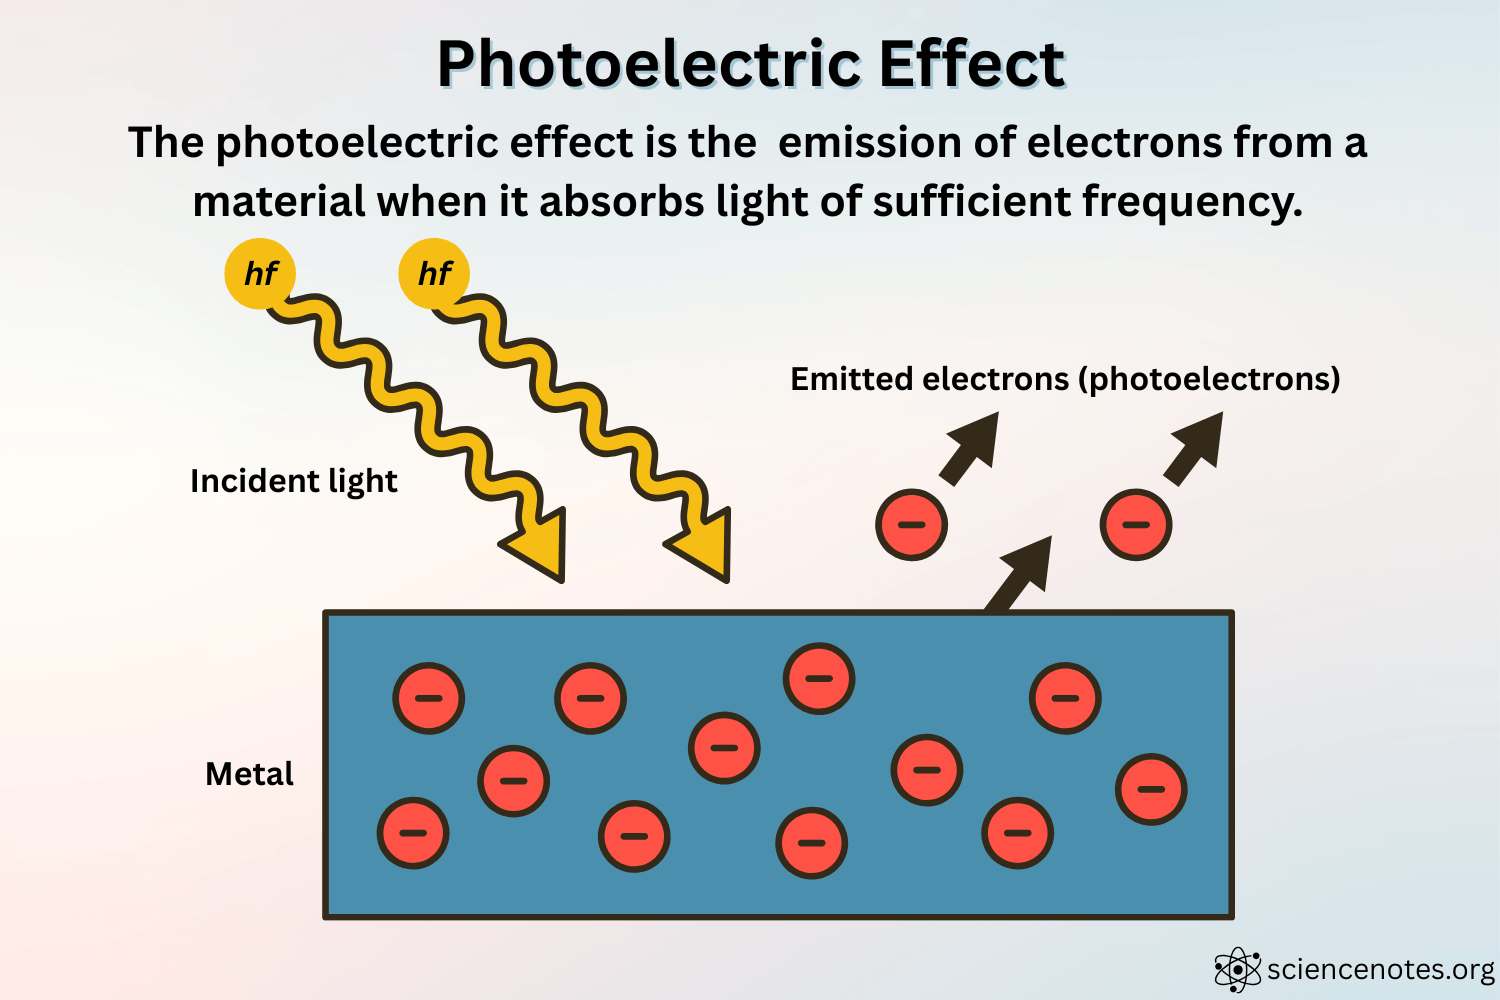 Photoelectric Effect
The photoelectric effect is the  emission of electrons from a
material when it absorbs light of sufficient frequency.
hf
hf
Emitted electrons (photoelectrons)
Incident light
Metal
sciencenotes.org